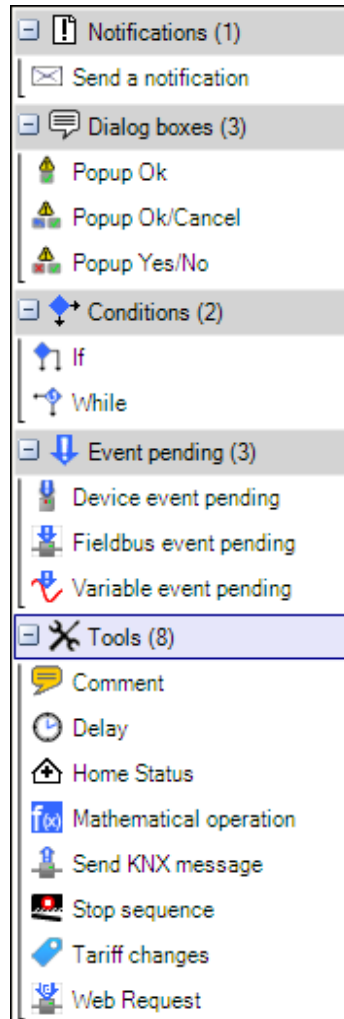 Notifications (1)
Send a notification
Dialog boxes (3)
Popup Ok
Popup Ok/Cancel
Popup Yes/No
Conditions (2)
If
While
Event pending (3)
Device event pending
Fieldbus event pending
Variable event pending
Tools (8)
Comment
Delay
Home Status
f(x) Mathematical operation
Send KNX message
Stop sequence
Tariff changes
Web Request